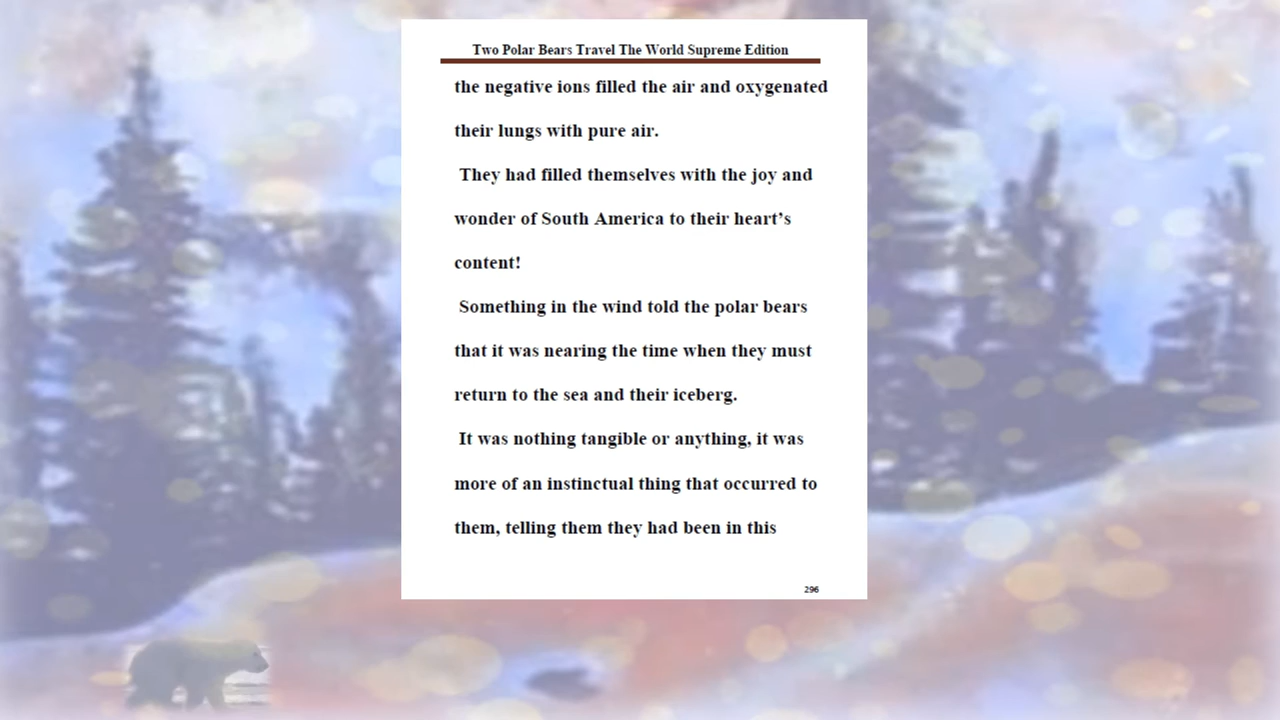 Two Polar Bears Travel The World Supreme Edition
the negative ions filled the air and oxygenated
their lungs with pure air.
They had filled themselves with the joy and
wonder of South America to their heart’s
content!
Something in the wind told the polar bears
that it was nearing the time when they must
return to the sea and their iceberg.
It was nothing tangible or anything, it was
more of an instinctual thing that occurred to
them, telling them they had been in this
296